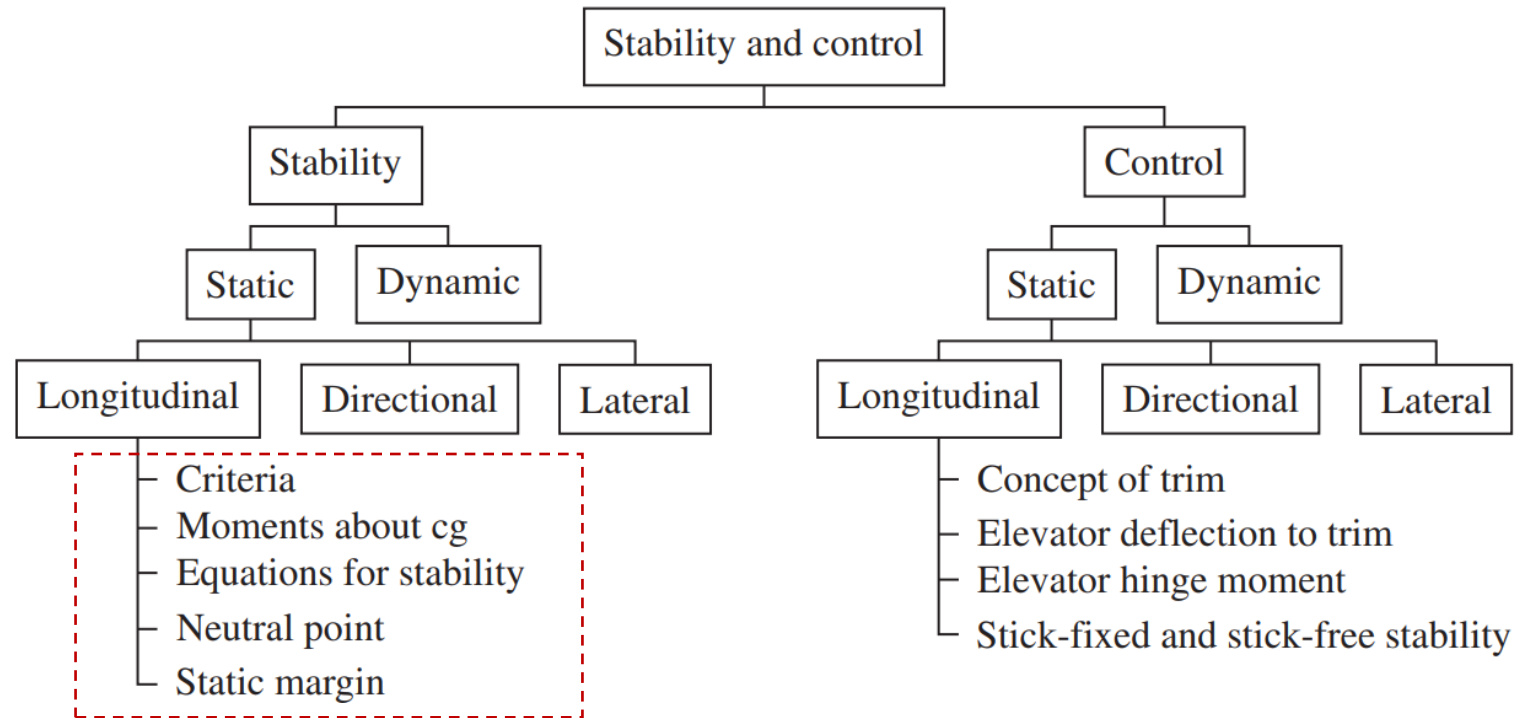 Stability and control
Stability
Control
Static
Dynamic
Static
Dynamic
Longitudinal
Directional
Lateral
Longitudinal
Directional
Lateral
Criteria
Moments about cg
Equations for stability
Neutral point
Static margin
Concept of trim
Elevator deflection to trim
Elevator hinge moment
Stick-fixed and stick-free stability